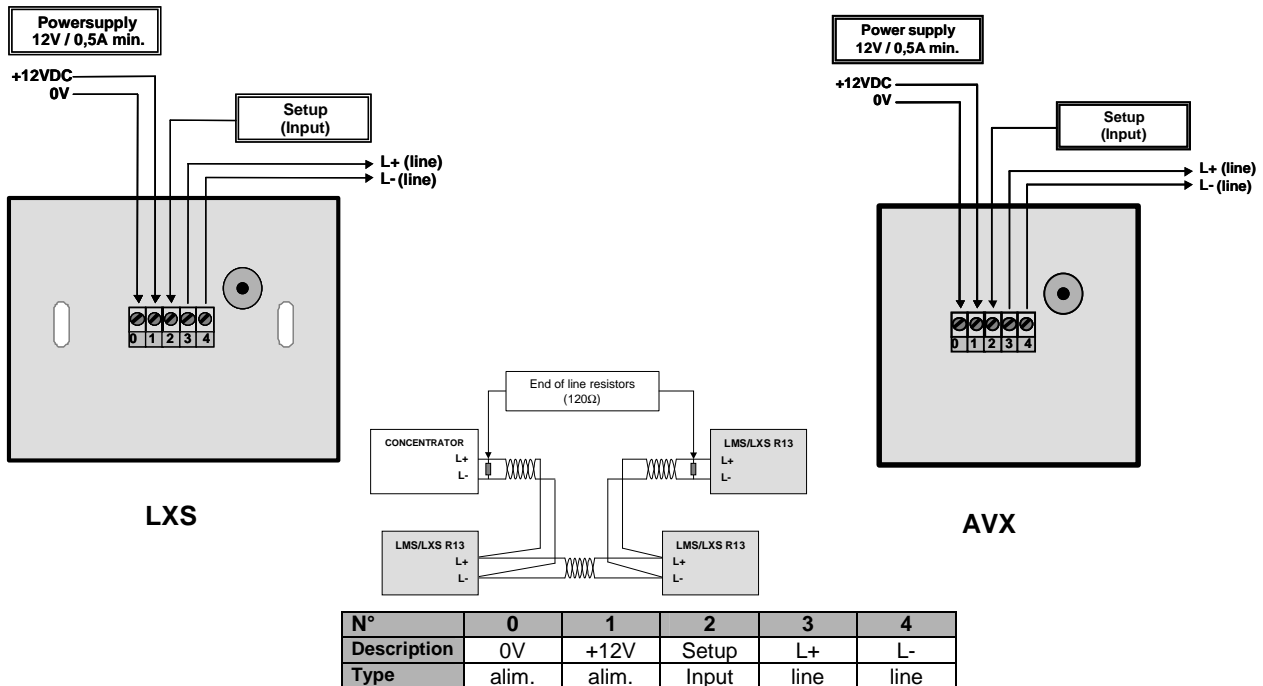 Powersupply
12V / 0,5A min.
+12VDC
0V
Setup
(Input)
L+ (line)
L- (line)
0 1 2 3 4
LXS
Power supply
12V / 0,5A min.
+12VDC
0V
Setup
(Input)
L+ (line)
L- (line)
0 1 2 3 4
AVX
End of line resistors
(120Ω)
CONCENTRATOR
L+
L-
LMS/LXS R13
L+
L-
LMS/LXS R13
L+
L-
LMS/LXS R13
L+
L-
N° 0 1 2 3 4
Description 0V +12V Setup L+ L-
Type alim. alim. Input line line